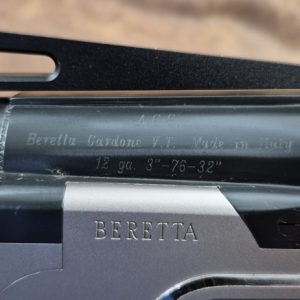 Beretta Gardone V.T. Made in Italy
12 ga. 3"-76-32"
BERETTA